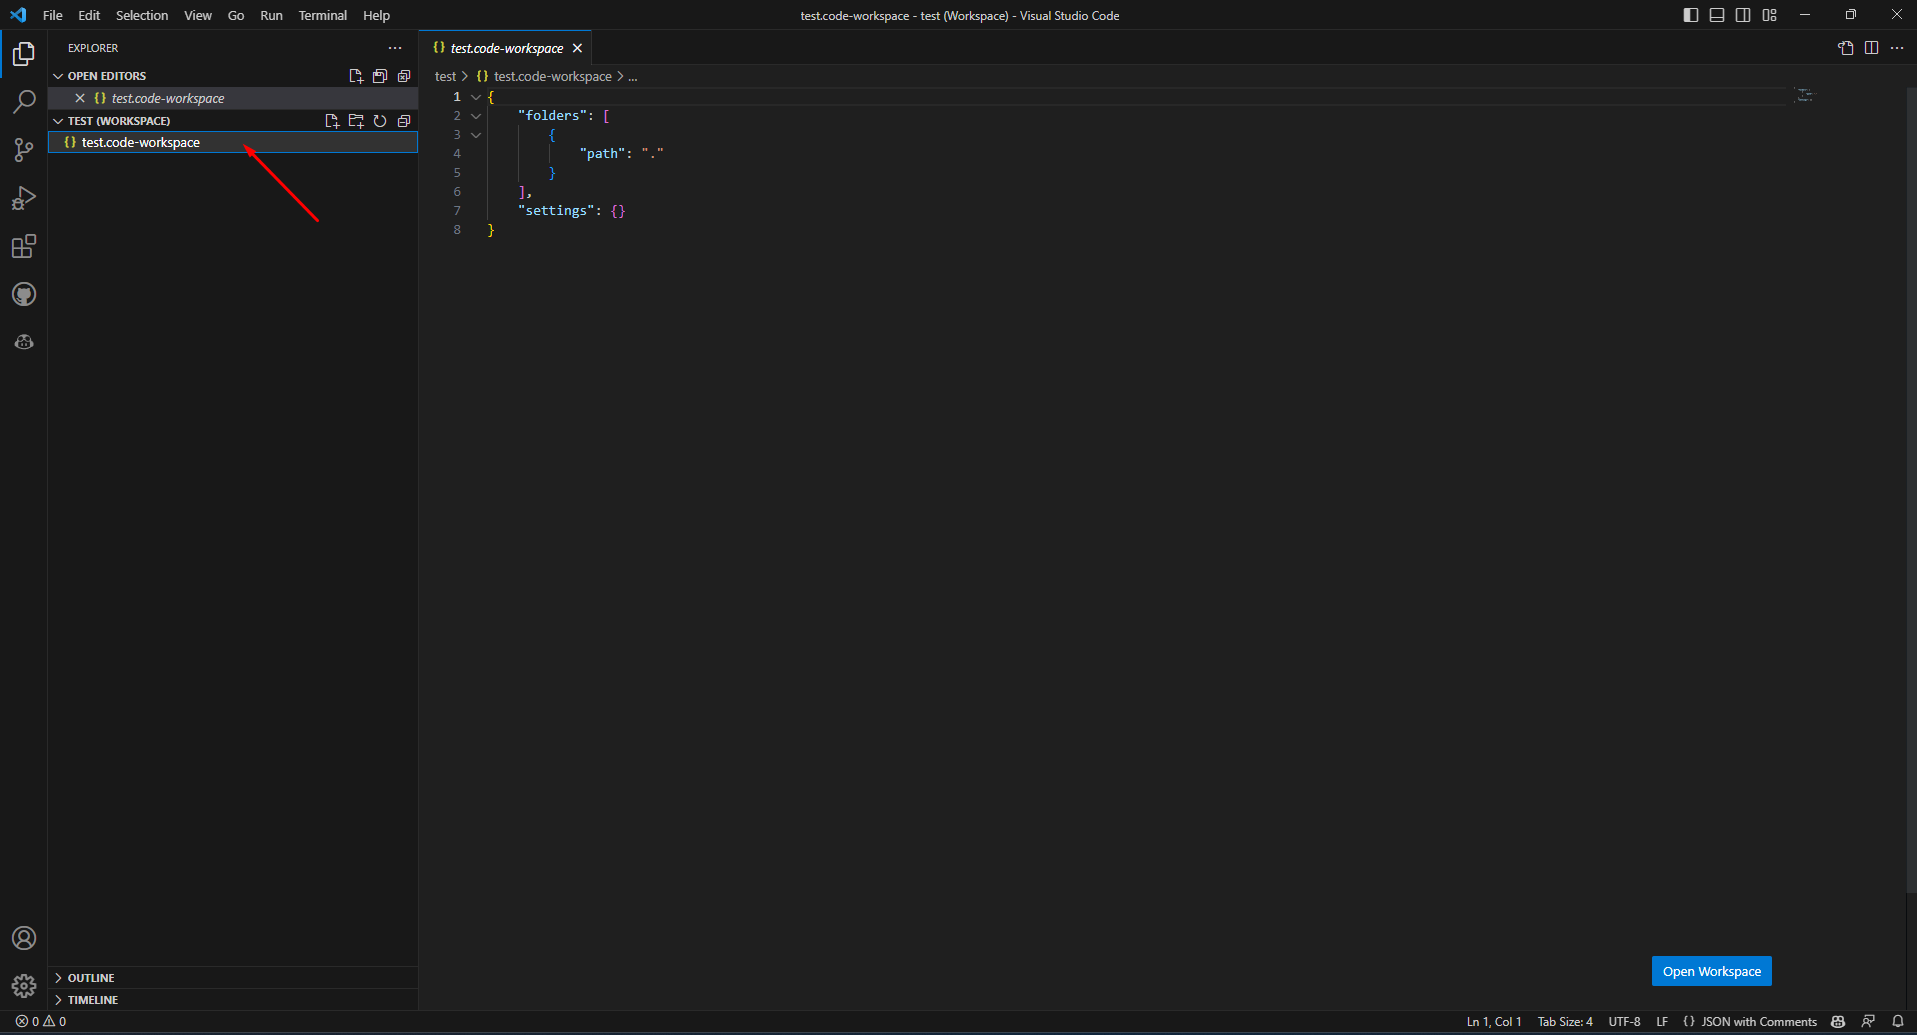 File Edit Selection View Go Run Terminal Help
test.code-workspace - test (Workspace) - Visual Studio Code
EXPLORER
OPEN EDITORS
test.code-workspace
TEST (WORKSPACE)
test.code-workspace
OUTLINE
TIMELINE
{} test.code-workspace
test > {} test.code-workspace > ...
1 {
2 "folders": [
3 {
4 "path": "."
5 }
6 ],
7 "settings": {}
8 }
Open Workspace
0 0
Ln 1, Col 1 Tab Size: 4 UTF-8 LF {} JSON with Comments